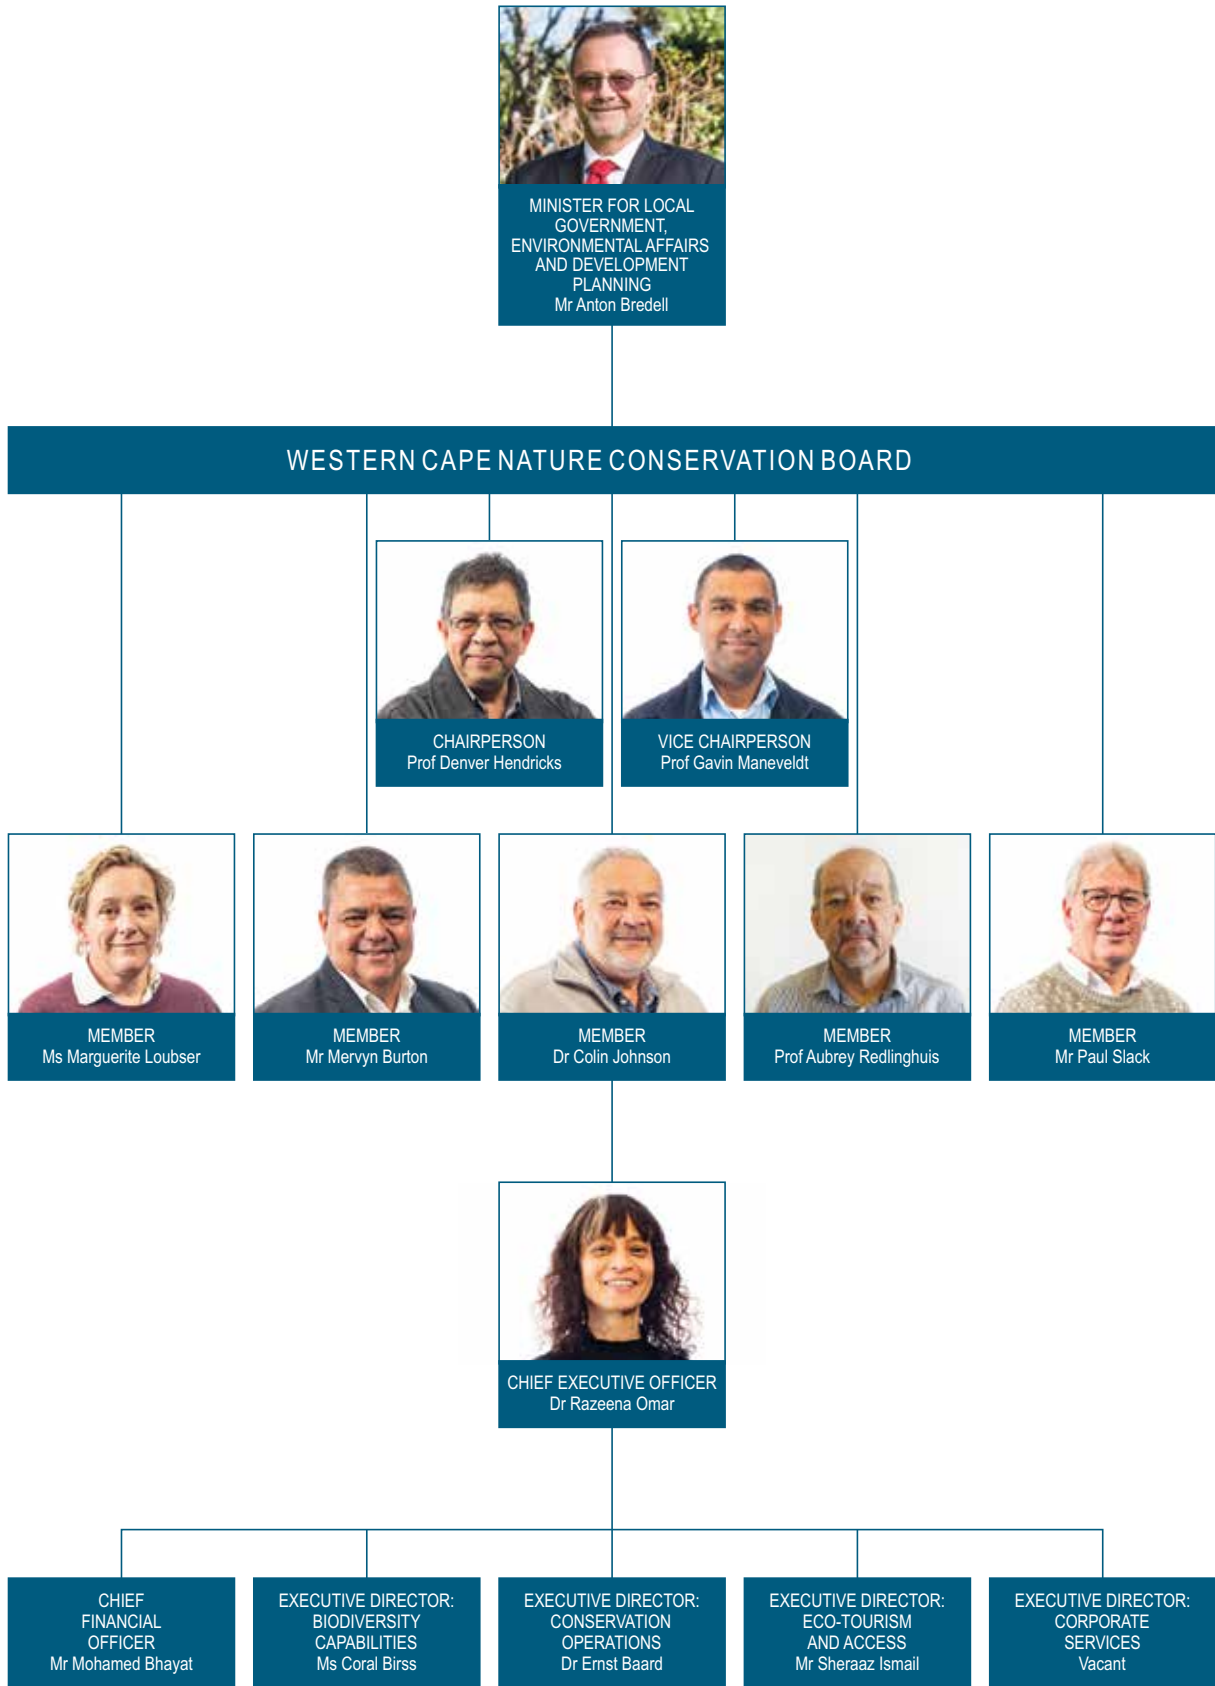 MINISTER FOR LOCAL
GOVERNMENT,
ENVIRONMENTAL AFFAIRS
AND DEVELOPMENT
PLANNING
Mr Anton Bredell
WESTERN CAPE NATURE CONSERVATION BOARD
CHAIRPERSON
Prof Denver Hendricks
VICE CHAIRPERSON
Prof Gavin Maneveldt
MEMBER
Ms Marguerite Loubser
MEMBER
Mr Mervyn Burton
MEMBER
Dr Colin Johnson
MEMBER
Prof Aubrey Redlinghuis
MEMBER
Mr Paul Slack
CHIEF EXECUTIVE OFFICER
Dr Razeena Omar
CHIEF
FINANCIAL
OFFICER
Mr Mohamed Bhayat
EXECUTIVE DIRECTOR:
BIODIVERSITY
CAPABILITIES
Ms Coral Birss
EXECUTIVE DIRECTOR:
CONSERVATION
OPERATIONS
Dr Ernst Baard
EXECUTIVE DIRECTOR:
ECO-TOURISM
AND ACCESS
Mr Sheraaz Ismail
EXECUTIVE DIRECTOR:
CORPORATE
SERVICES
Vacant